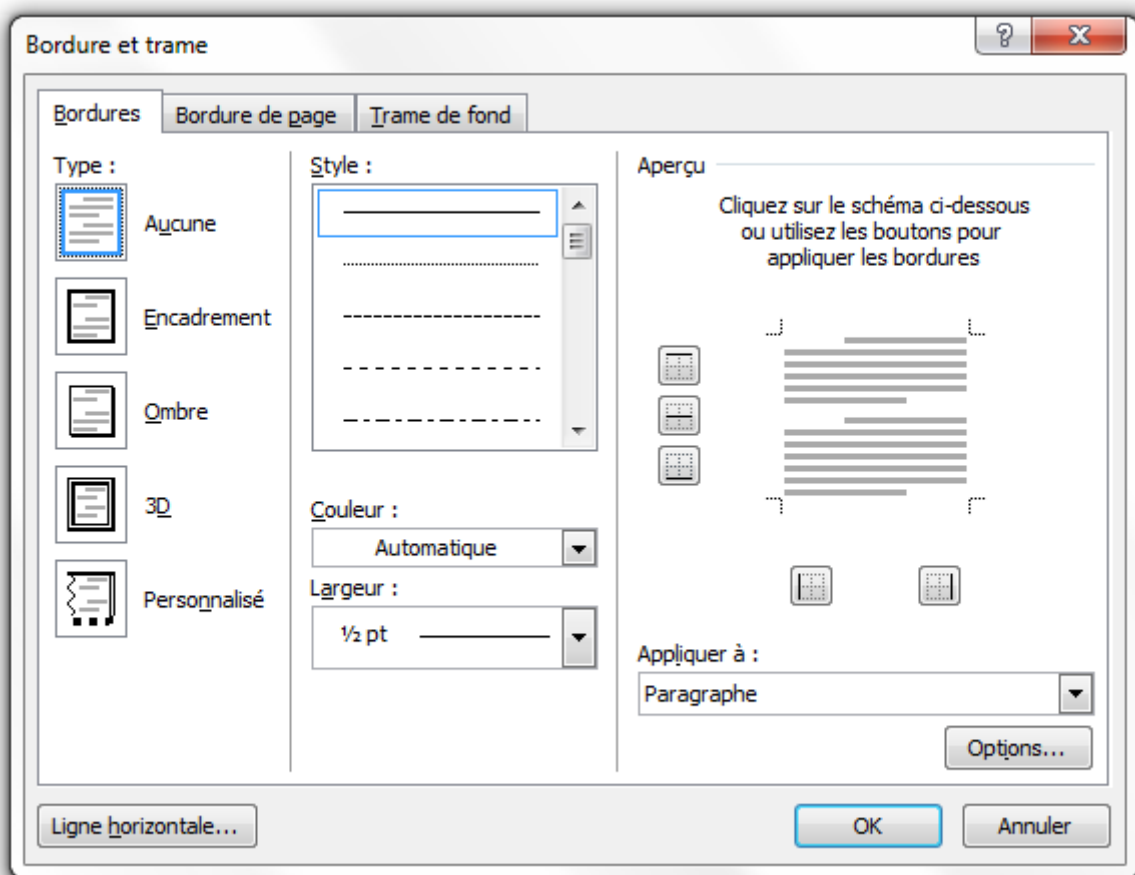 Bordure et trame
Bordures
Bordure de page
Trame de fond
Type :
Aucune
Encadrement
Ombre
3D
Personnalisé
Style :
Couleur :
Automatique
Largeur :
½ pt
Aperçu
Cliquez sur le schéma ci-dessous
ou utilisez les boutons pour
appliquer les bordures
Appliquer à :
Paragraphe
Options...
Ligne horizontale...
OK
Annuler